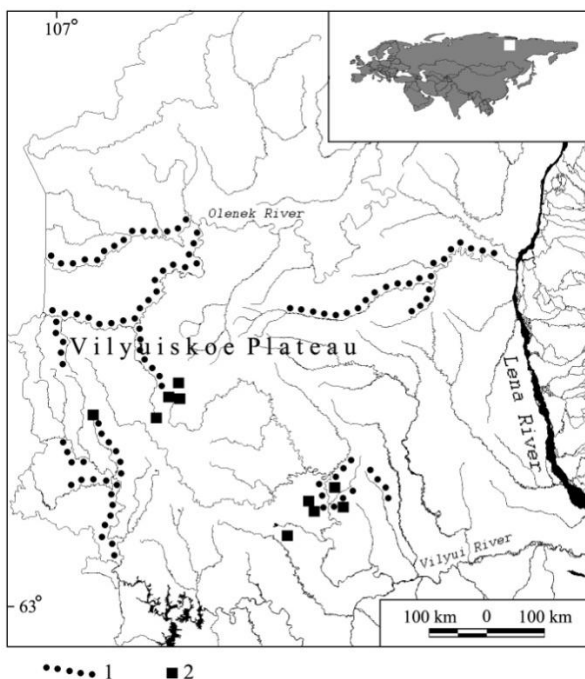 107°
Olenek River
Vilyuiskoe Plateau
Lena River
Vilyui River
63
100 km 0 100 km
1 2